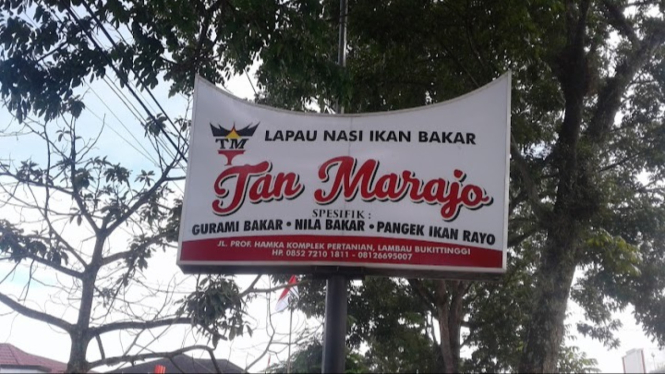 TM
LAPAU NASI IKAN BAKAR
Tan Marajo
SPESIFIK :
GURAMI BAKAR • NILA BAKAR • PANGEK IKAN RAYO
JL. PROF. HAMKA KOMPLEK PERTANIAN, LAMBAU BUKITTINGGI
HP. 0852 7210 1811 - 08126695007